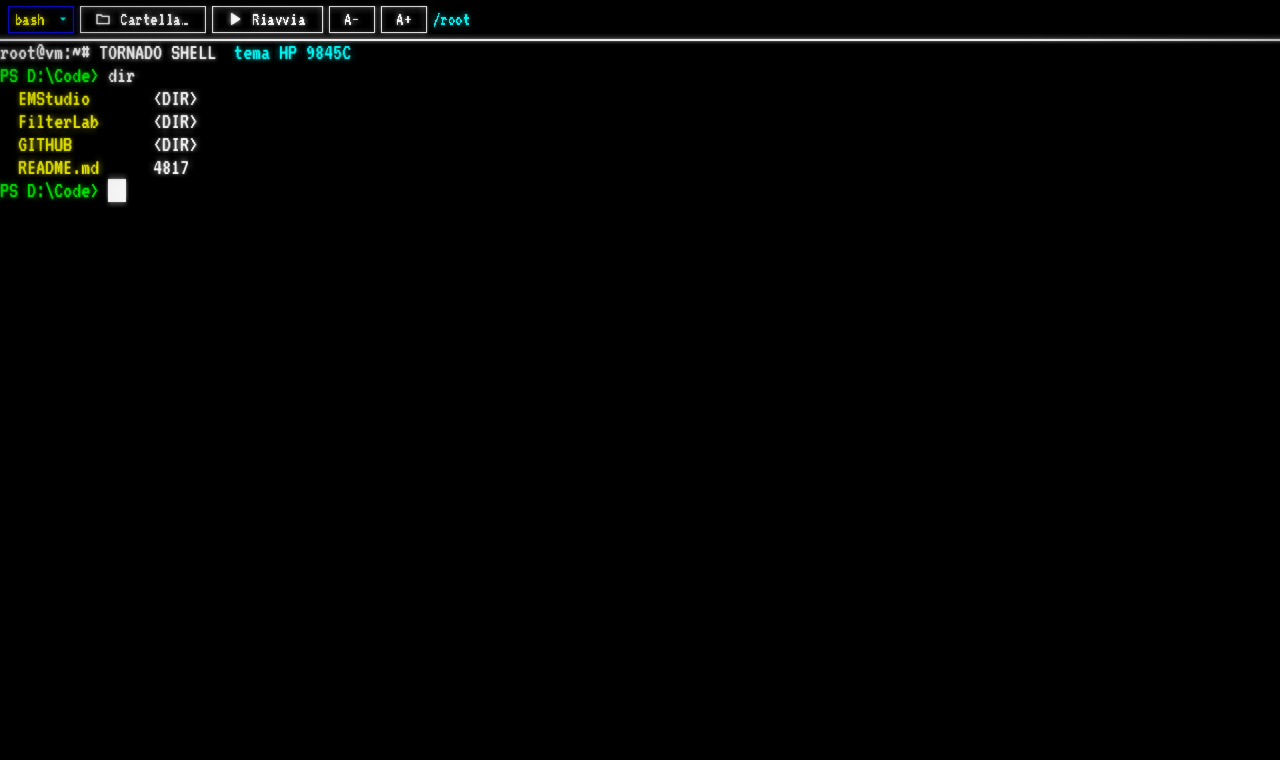 bash Cartella… Riavvia A- A+ /root
root@vm:~# TORNADO SHELL  tema HP 9845C
PS D:\Code> dir
  EMStudio       <DIR>
  FilterLab      <DIR>
  GITHUB         <DIR>
  README.md      4817
PS D:\Code>